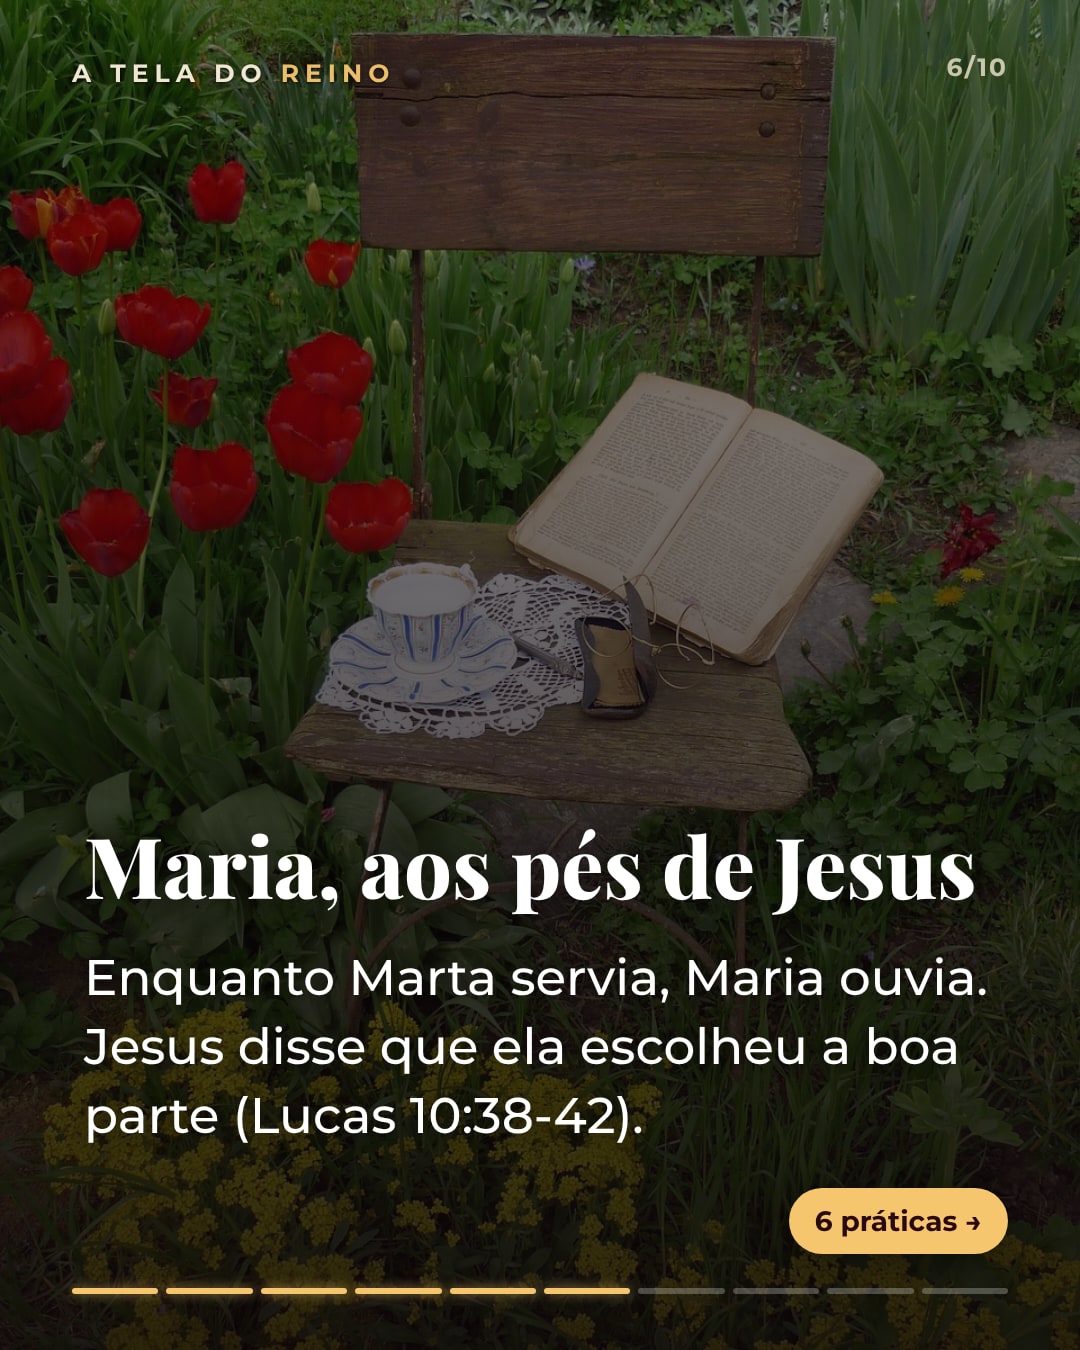 A TELA DO REINO
6/10
Maria, aos pés de Jesus
Enquanto Marta servia, Maria ouvia.
Jesus disse que ela escolheu a boa
parte (Lucas 10:38-42).
6 práticas →